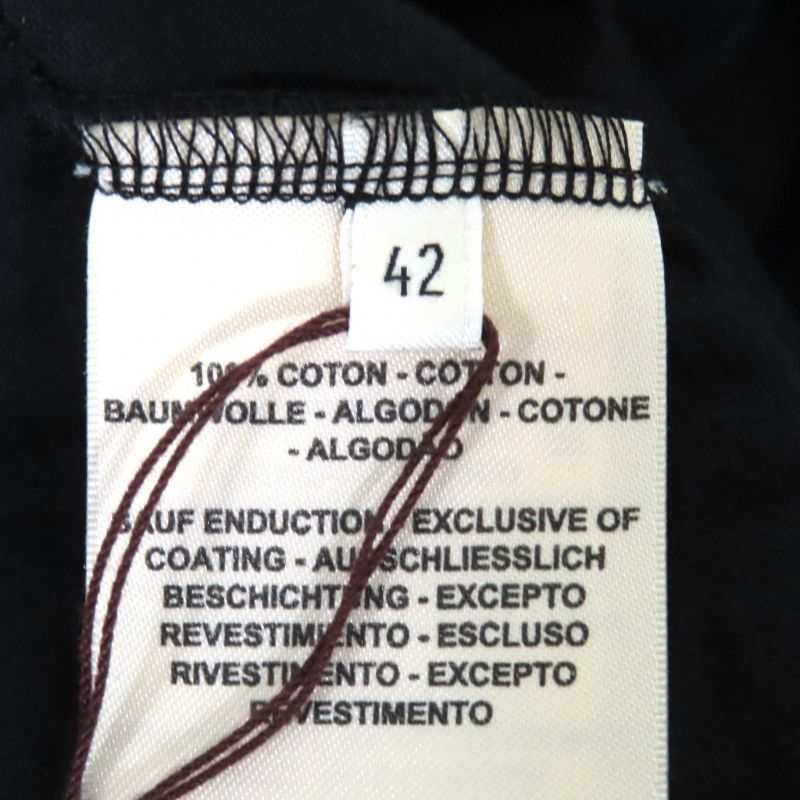 42
100% COTON - COTTON -
BAUMWOLLE - ALGODON - COTONE
- ALGODAO
SAUF ENDUCTION - EXCLUSIVE OF
COATING - AUSSCHLIESSLICH
BESCHICHTUNG - EXCEPTO
REVESTIMIENTO - ESCLUSO
RIVESTIMENTO - EXCEPTO
REVESTIMENTO